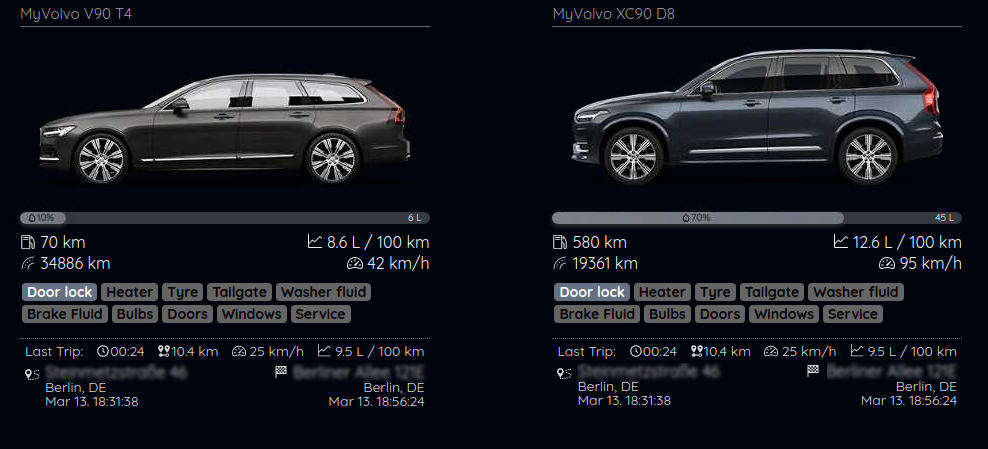 MyVolvo V90 T4
10%
6 L
70 km
8.6 L / 100 km
34886 km
42 km/h
Door lock Heater Tyre Tailgate Washer fluid
Brake Fluid Bulbs Doors Windows Service
Last Trip: 00:24 10.4 km 25 km/h 9.5 L / 100 km
Berlin, DE
Mar 13. 18:31:38
Berlin, DE
Mar 13. 18:56:24
MyVolvo XC90 D8
70%
45 L
580 km
12.6 L / 100 km
19361 km
95 km/h
Door lock Heater Tyre Tailgate Washer fluid
Brake Fluid Bulbs Doors Windows Service
Last Trip: 00:24 10.4 km 25 km/h 9.5 L / 100 km
Berlin, DE
Mar 13. 18:31:38
Berlin, DE
Mar 13. 18:56:24